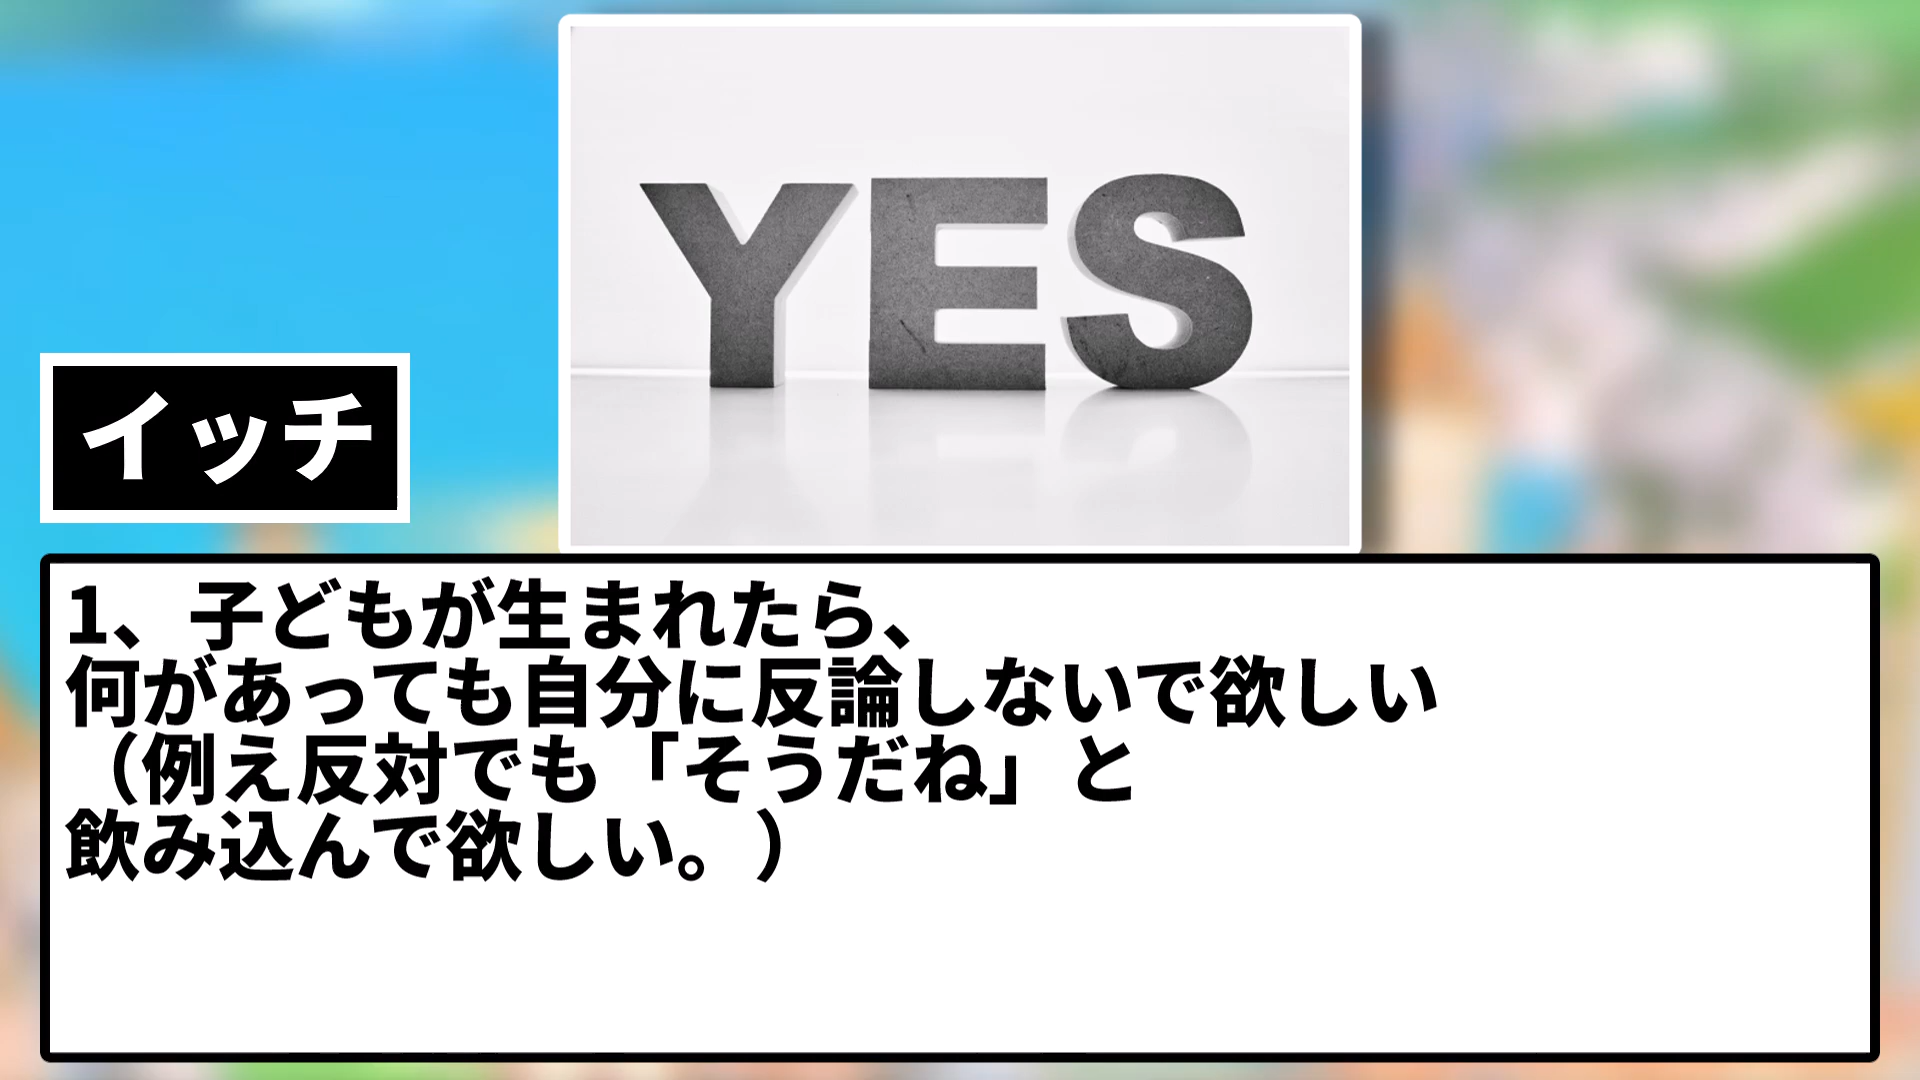 YES
イッチ
1、子どもが生まれたら、
何があっても自分に反論しないで欲しい
（例え反対でも「そうだね」と
飲み込んで欲しい。）